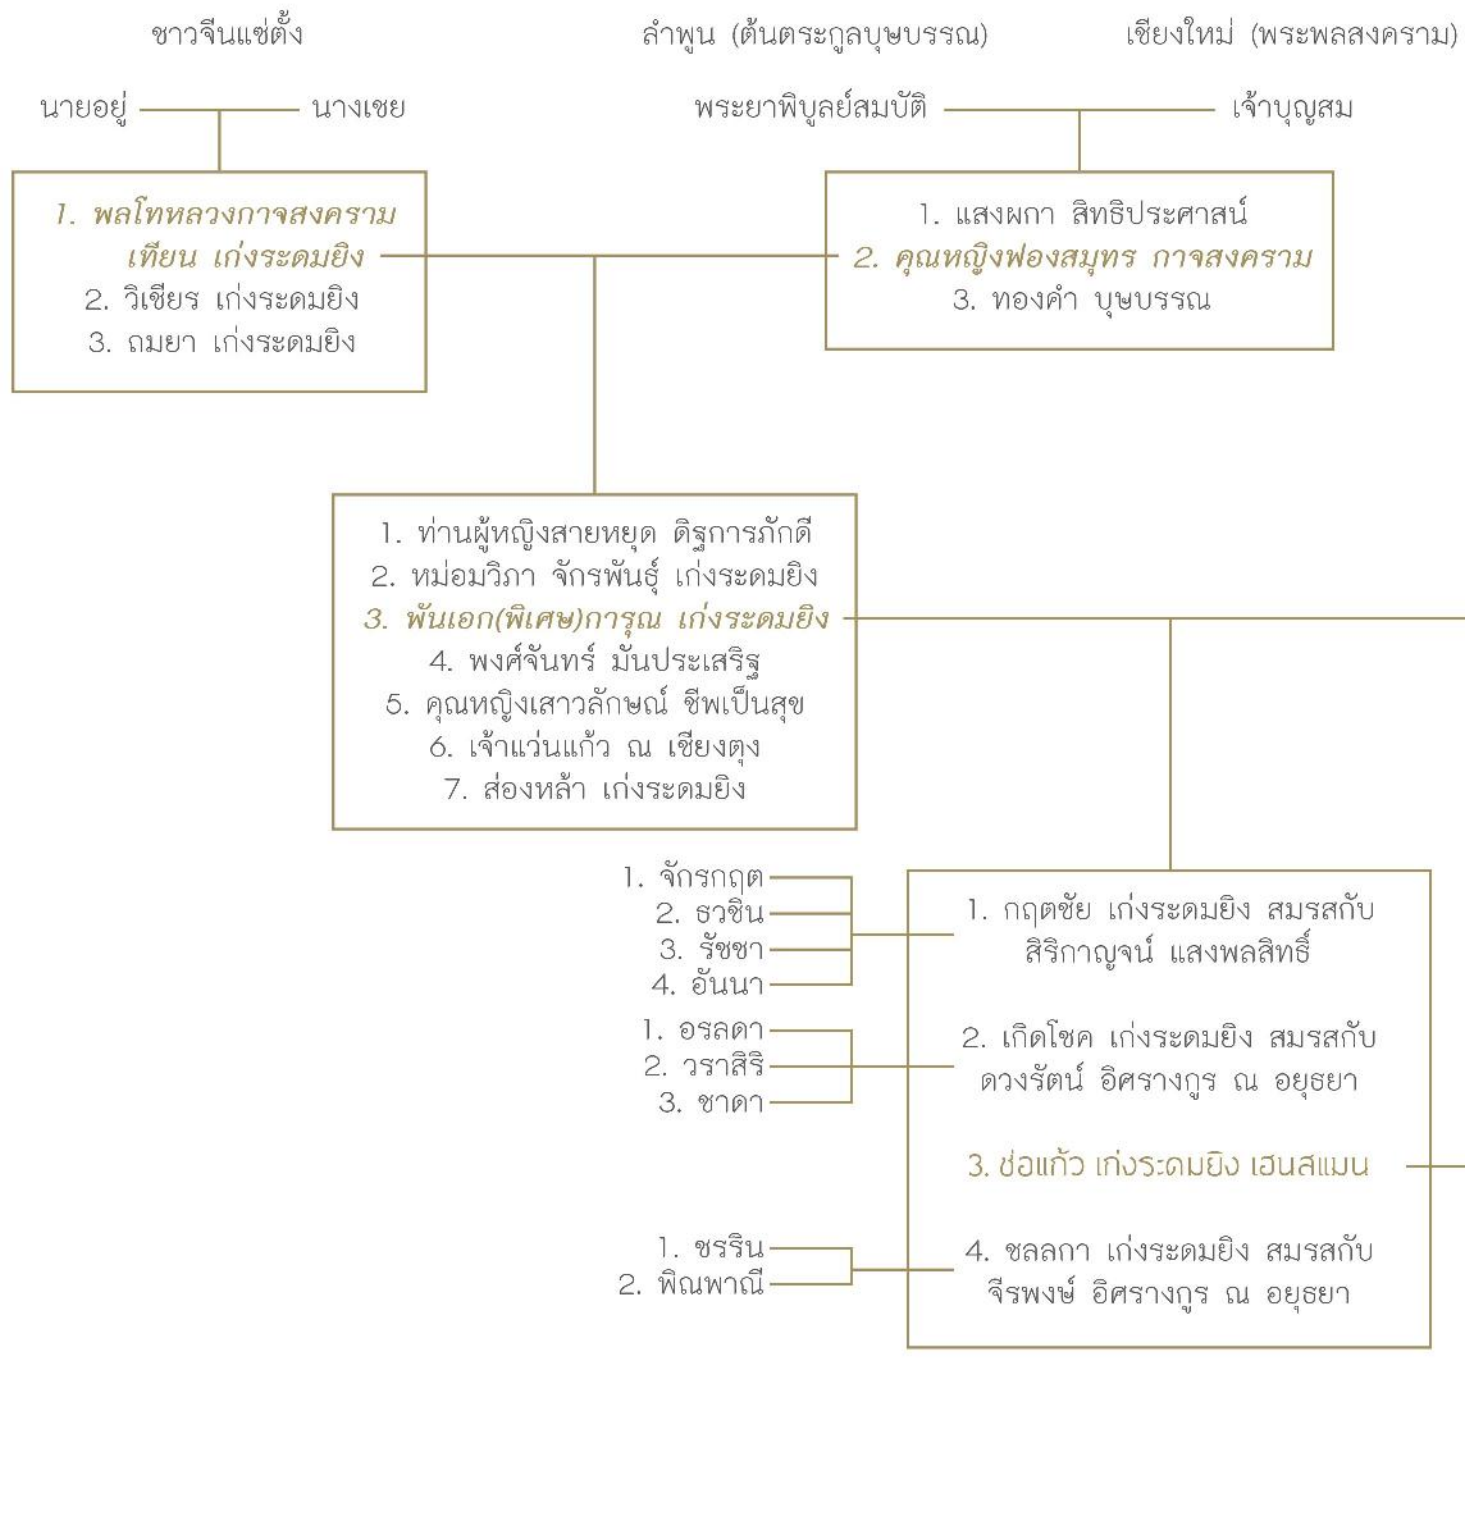 ชาวจีนแซ่ตั้ง
ลำพูน (ต้นตระกูลบุษบรรณ)
เชียงใหม่ (พระพลสงคราม)
นายอยู่
นางเชย
พระยาพิบูลย์สมบัติ
เจ้าบุญสม
1. พลโทหลวงกาจสงคราม
เทียน เก่งระดมยิง
2. วิเชียร เก่งระดมยิง
3. ถมยา เก่งระดมยิง
1. แสงผกา สิทธิประศาสน์
2. คุณหญิงฟองสมุทร กาจสงคราม
3. ทองคำ บุษบรรณ
1. ท่านผู้หญิงสายหยุด ดิฐการภักดี
2. หม่อมวิภา จักรพันธุ์ เก่งระดมยิง
3. พันเอก(พิเศษ)การุณ เก่งระดมยิง
4. พงศ์จันทร์ มั่นประเสริฐ
5. คุณหญิงเสาวลักษณ์ ชีพเป็นสุข
6. เจ้าแว่นแก้ว ณ เชียงตุง
7. ส่องหล้า เก่งระดมยิง
1. จักรกฤต
2. ธวชิน
3. รัชชา
4. อันนา
1. กฤตชัย เก่งระดมยิง สมรสกับ
สิริกาญจน์ แสงพลสิทธิ์
1. อรลดา
2. วราสิริ
3. ชาดา
2. เกิดโชค เก่งระดมยิง สมรสกับ
ดวงรัตน์ อิศรางกูร ณ อยุธยา
3. ช่อแก้ว เก่งระดมยิง เฮนสแมน
1. ชรริน
2. พิณพาณี
4. ชลลกา เก่งระดมยิง สมรสกับ
จีรพงษ์ อิศรางกูร ณ อยุธยา